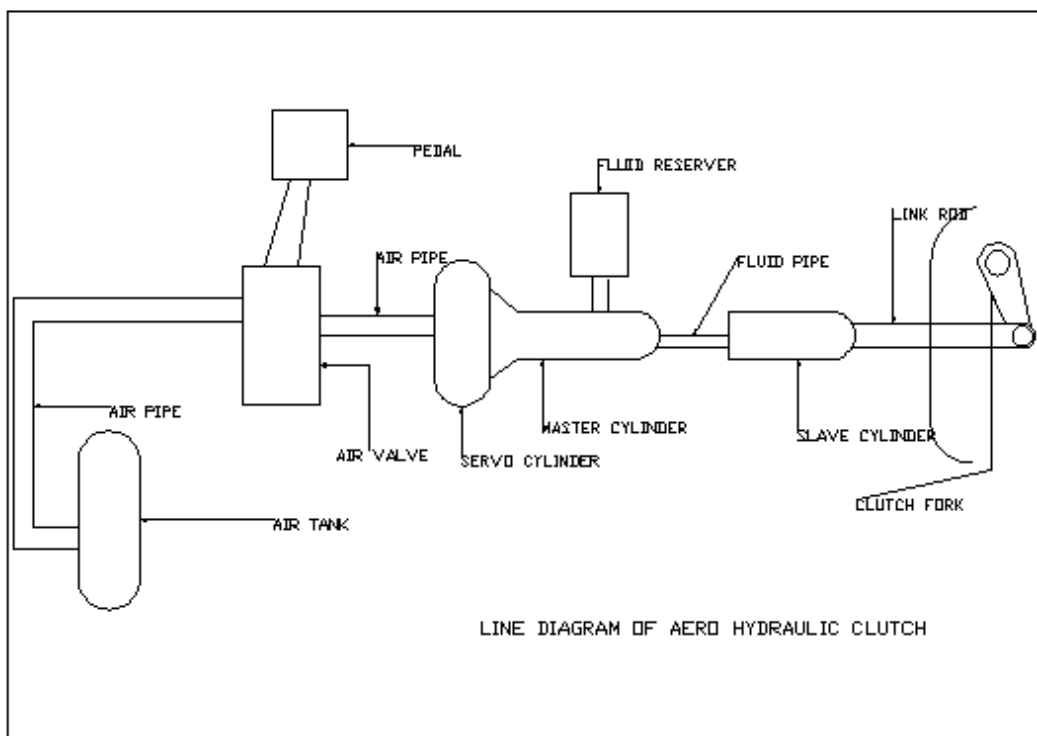 PEDAL
FLUID RESERVER
LINK ROD
AIR PIPE
FLUID PIPE
AIR PIPE
MASTER CYLINDER
SLAVE CYLINDER
AIR VALVE
SERVO CYLINDER
CLUTCH FORK
AIR TANK
LINE DIAGRAM OF AERO HYDRAULIC CLUTCH